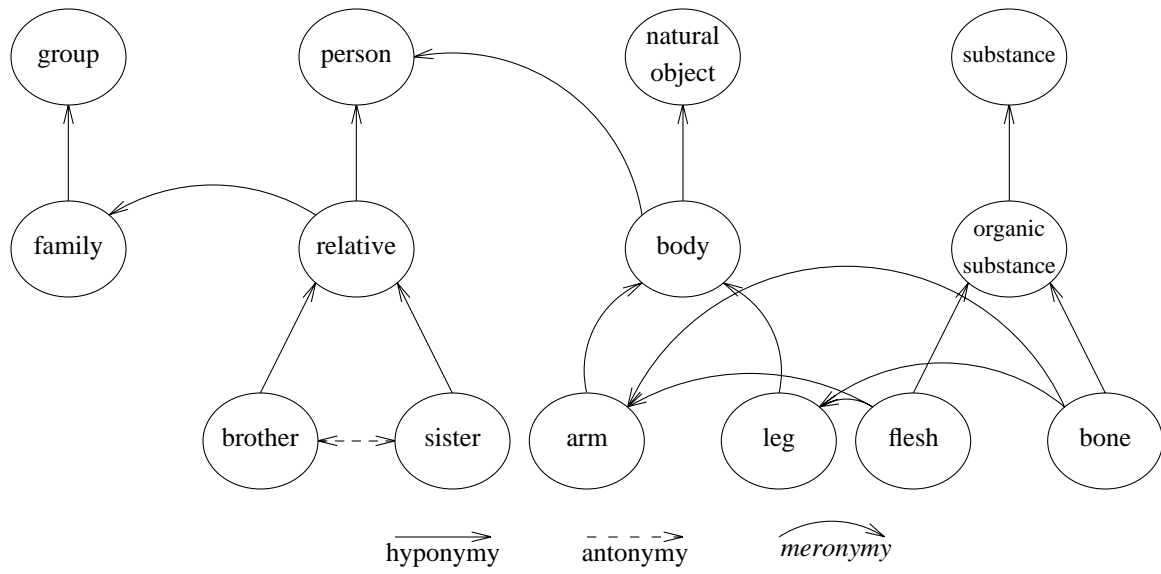 group
person
natural
object
substance
family
relative
body
organic
substance
brother
sister
arm
leg
flesh
bone
hyponymy
antonymy
meronymy